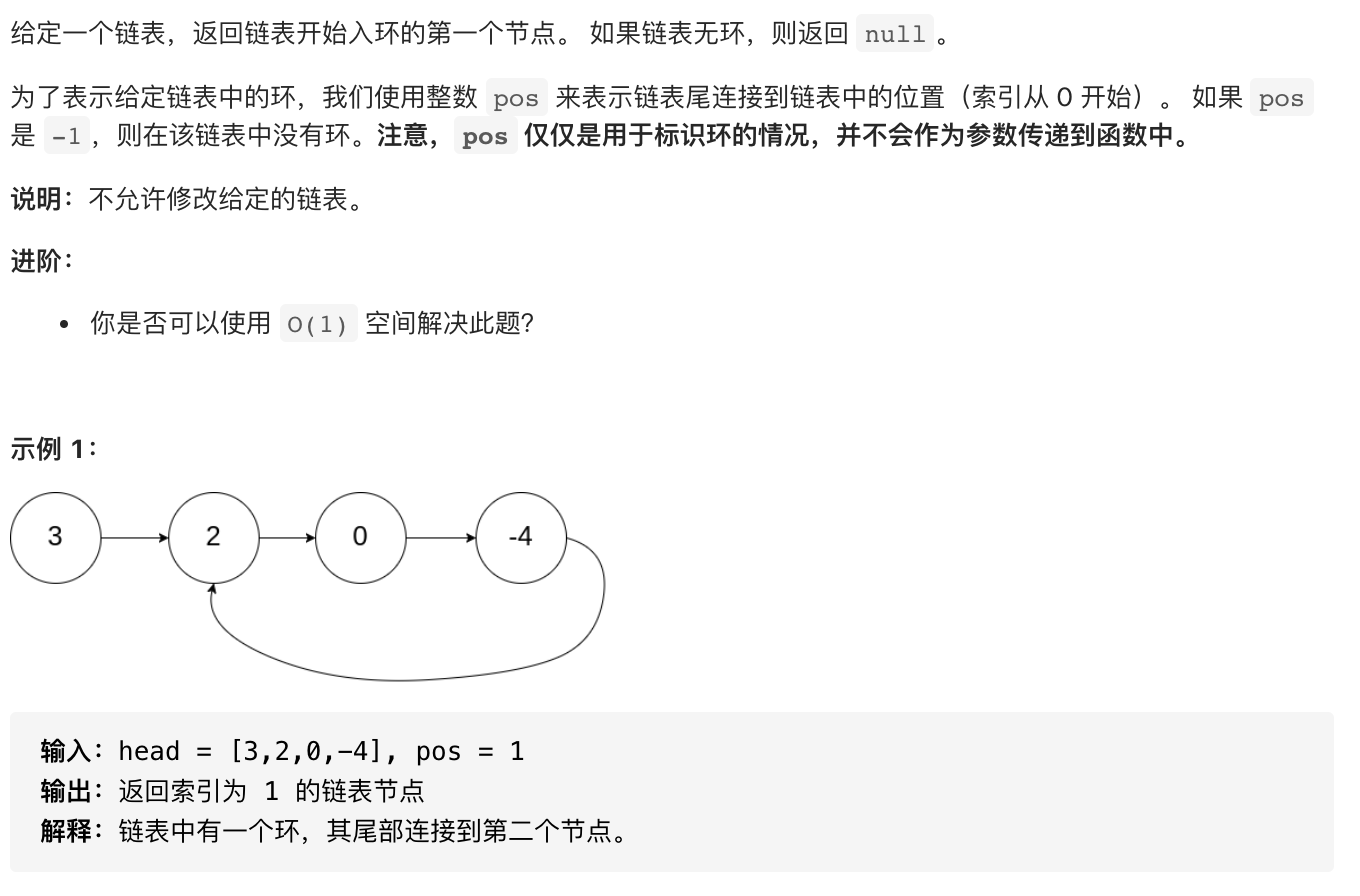 给定一个链表，返回链表开始入环的第一个节点。 如果链表无环，则返回 null 。
为了表示给定链表中的环，我们使用整数 pos 来表示链表尾连接到链表中的位置（索引从 0 开始）。 如果 pos
是 -1，则在该链表中没有环。注意，pos 仅仅是用于标识环的情况，并不会作为参数传递到函数中。
说明：不允许修改给定的链表。
进阶：
• 你是否可以使用 O(1) 空间解决此题？
示例 1：
3 2 0 -4
输入：head = [3,2,0,-4], pos = 1
输出：返回索引为 1 的链表节点
解释：链表中有一个环，其尾部连接到第二个节点。